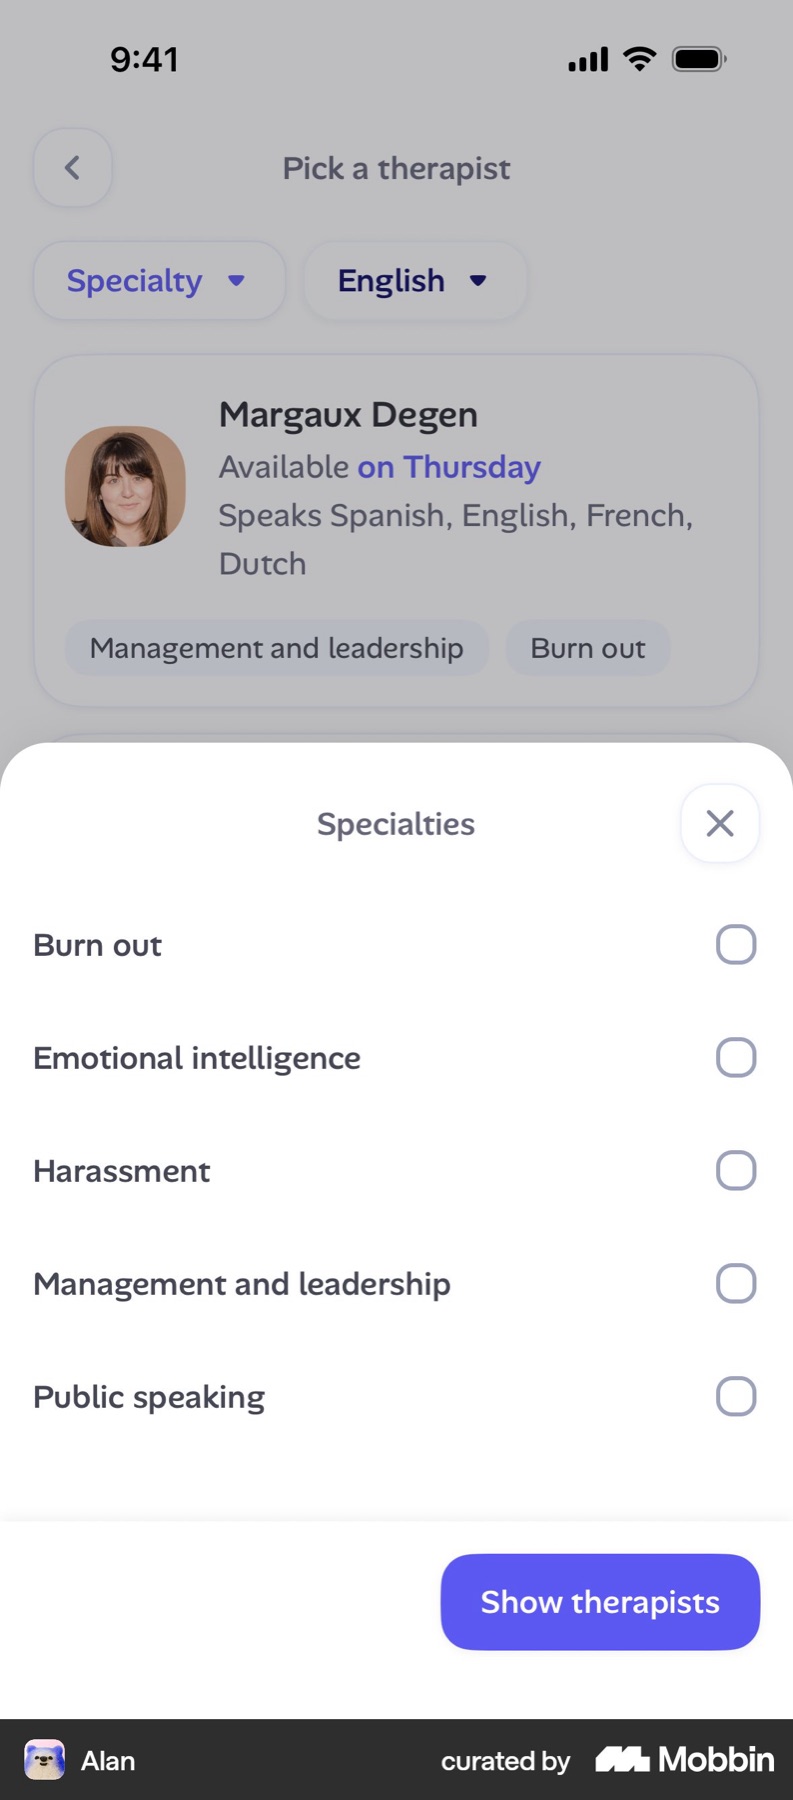 9:41
Pick a therapist
Specialty
English
Margaux Degen
Available on Thursday
Speaks Spanish, English, French,
Dutch
Management and leadership
Burn out
Specialties
Burn out
Emotional intelligence
Harassment
Management and leadership
Public speaking
Show therapists
Alan
curated by Mobbin